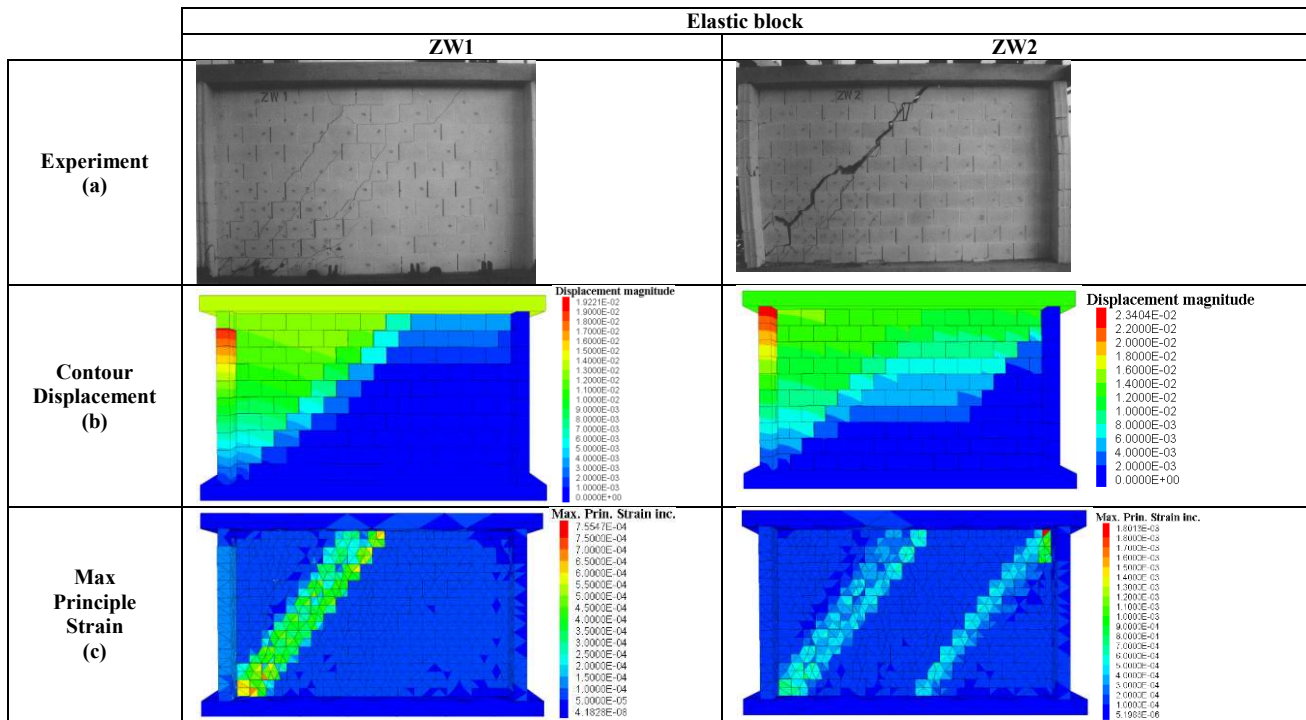 Elastic block
ZW1
ZW2
Experiment
(a)
ZW 1
ZW2
Contour
Displacement
(b)
Displacement magnitude
1.9221E-02
1.9000E-02
1.8000E-02
1.7000E-02
1.6000E-02
1.5000E-02
1.4000E-02
1.3000E-02
1.2000E-02
1.1000E-02
1.0000E-02
9.0000E-03
8.0000E-03
7.0000E-03
6.0000E-03
5.0000E-03
4.0000E-03
3.0000E-03
2.0000E-03
1.0000E-03
0.0000E+00
Displacement magnitude
2.3404E-02
2.2000E-02
2.0000E-02
1.8000E-02
1.6000E-02
1.4000E-02
1.2000E-02
1.0000E-02
8.0000E-03
6.0000E-03
4.0000E-03
2.0000E-03
0.0000E+00
Max
Principle
Strain
(c)
Max. Prin. Strain inc.
7.5547E-04
7.5500E-04
7.0000E-04
6.5000E-04
6.0000E-04
5.5000E-04
5.0000E-04
4.5000E-04
4.0000E-04
3.5000E-04
3.0000E-04
2.5000E-04
2.0000E-04
1.5000E-04
1.0000E-04
5.0000E-05
4.1828E-08
Max. Prin. Strain inc.
1.8000E-03
1.7000E-03
1.6000E-03
1.5000E-03
1.4000E-03
1.3000E-03
1.2000E-03
1.1000E-03
1.0000E-03
7.0000E-04
6.0000E-04
5.0000E-04
4.0000E-04
3.0000E-04
2.0000E-04
1.0000E-04